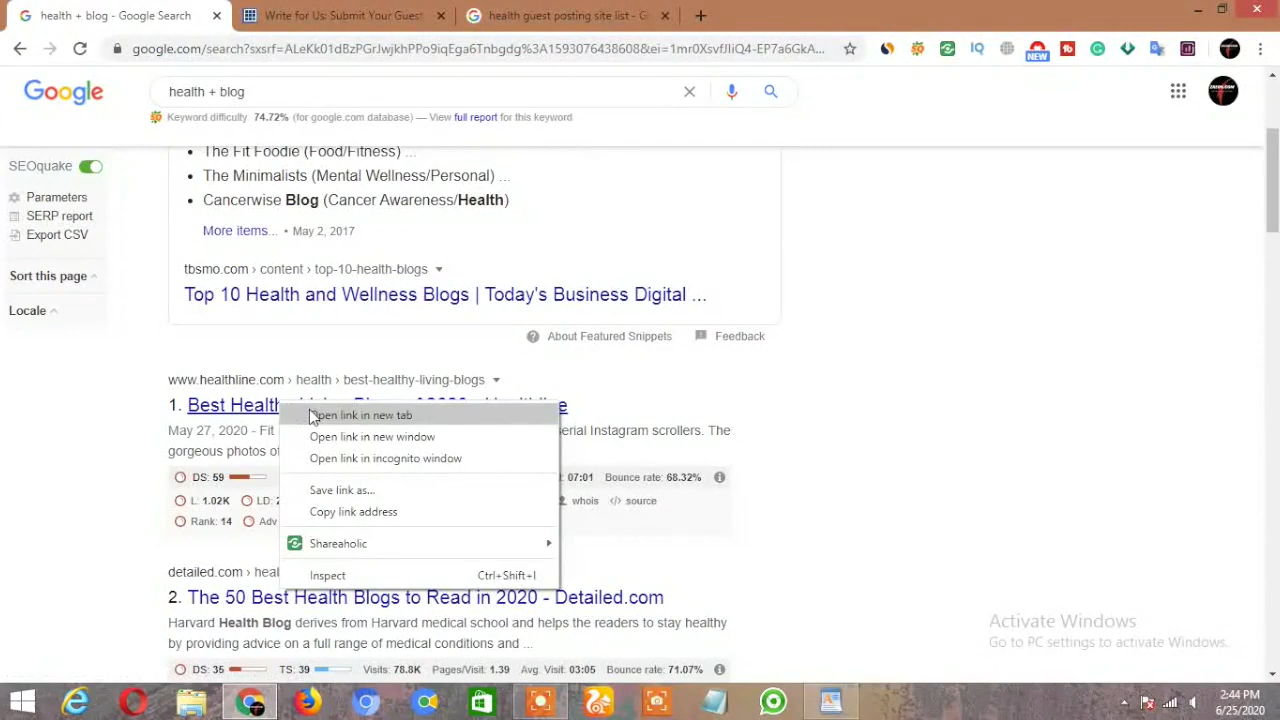 health + blog - Google Search
Write for Us: Submit Your Guest
health guest posting site list - G
google.com/search?sxsrf=ALeKk01dBzPGrJwjkhPPo9iqEga6Tnbgdg%3A1593076438608&ei=1mr0XsvfJIiQ4-EP7a6GkA...
NEW
Google
health + blog
Keyword difficulty 74.72% (for google.com database) — View full report for this keyword
SEOquake
Parameters
SERP report
Export CSV
Sort this page
Locale
• The Fit Foodie (Food/Fitness) ...
• The Minimalists (Mental Wellness/Personal) ...
• Cancerwise Blog (Cancer Awareness/Health)
More items... • May 2, 2017
tbsmo.com › content › top-10-health-blogs
Top 10 Health and Wellness Blogs | Today's Business Digital ...
About Featured Snippets Feedback
www.healthline.com › health › best-healthy-living-blogs
1. Best Health
May 27, 2020 - Fit
serial Instagram scrollers. The
gorgeous photos of
DS: 59
07:01 Bounce rate: 68.32%
L: 1.02K LD:
whois source
Rank: 14 Adv
Open link in new tab
Open link in new window
Open link in incognito window
Save link as...
Copy link address
Shareaholic
Inspect Ctrl+Shift+I
detailed.com › heal
2. The 50 Best Health Blogs to Read in 2020 - Detailed.com
Harvard Health Blog derives from Harvard medical school and helps the readers to stay healthy
by providing advice on a full range of medical conditions and ...
DS: 35 TS: 39 Visits: 78.8K Pages/Visit: 1.39 Avg. Visit: 03:05 Bounce rate: 71.07%
Activate Windows
Go to PC settings to activate Windows.
2:44 PM
6/25/2020